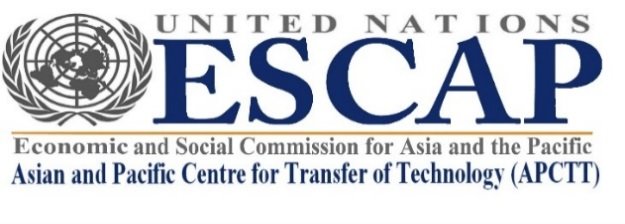 UNITED NATIONS
ESCAP
Economic and Social Commission for Asia and the Pacific
Asian and Pacific Centre for Transfer of Technology (APCTT)